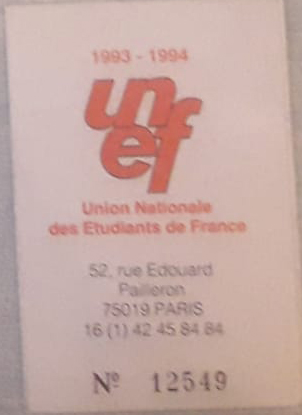 1993 - 1994
unef
Union Nationale
des Etudiants de France
52, rue Edouard
Pailleron
75019 PARIS
16 (1) 42 45 84 84
Nº 12549